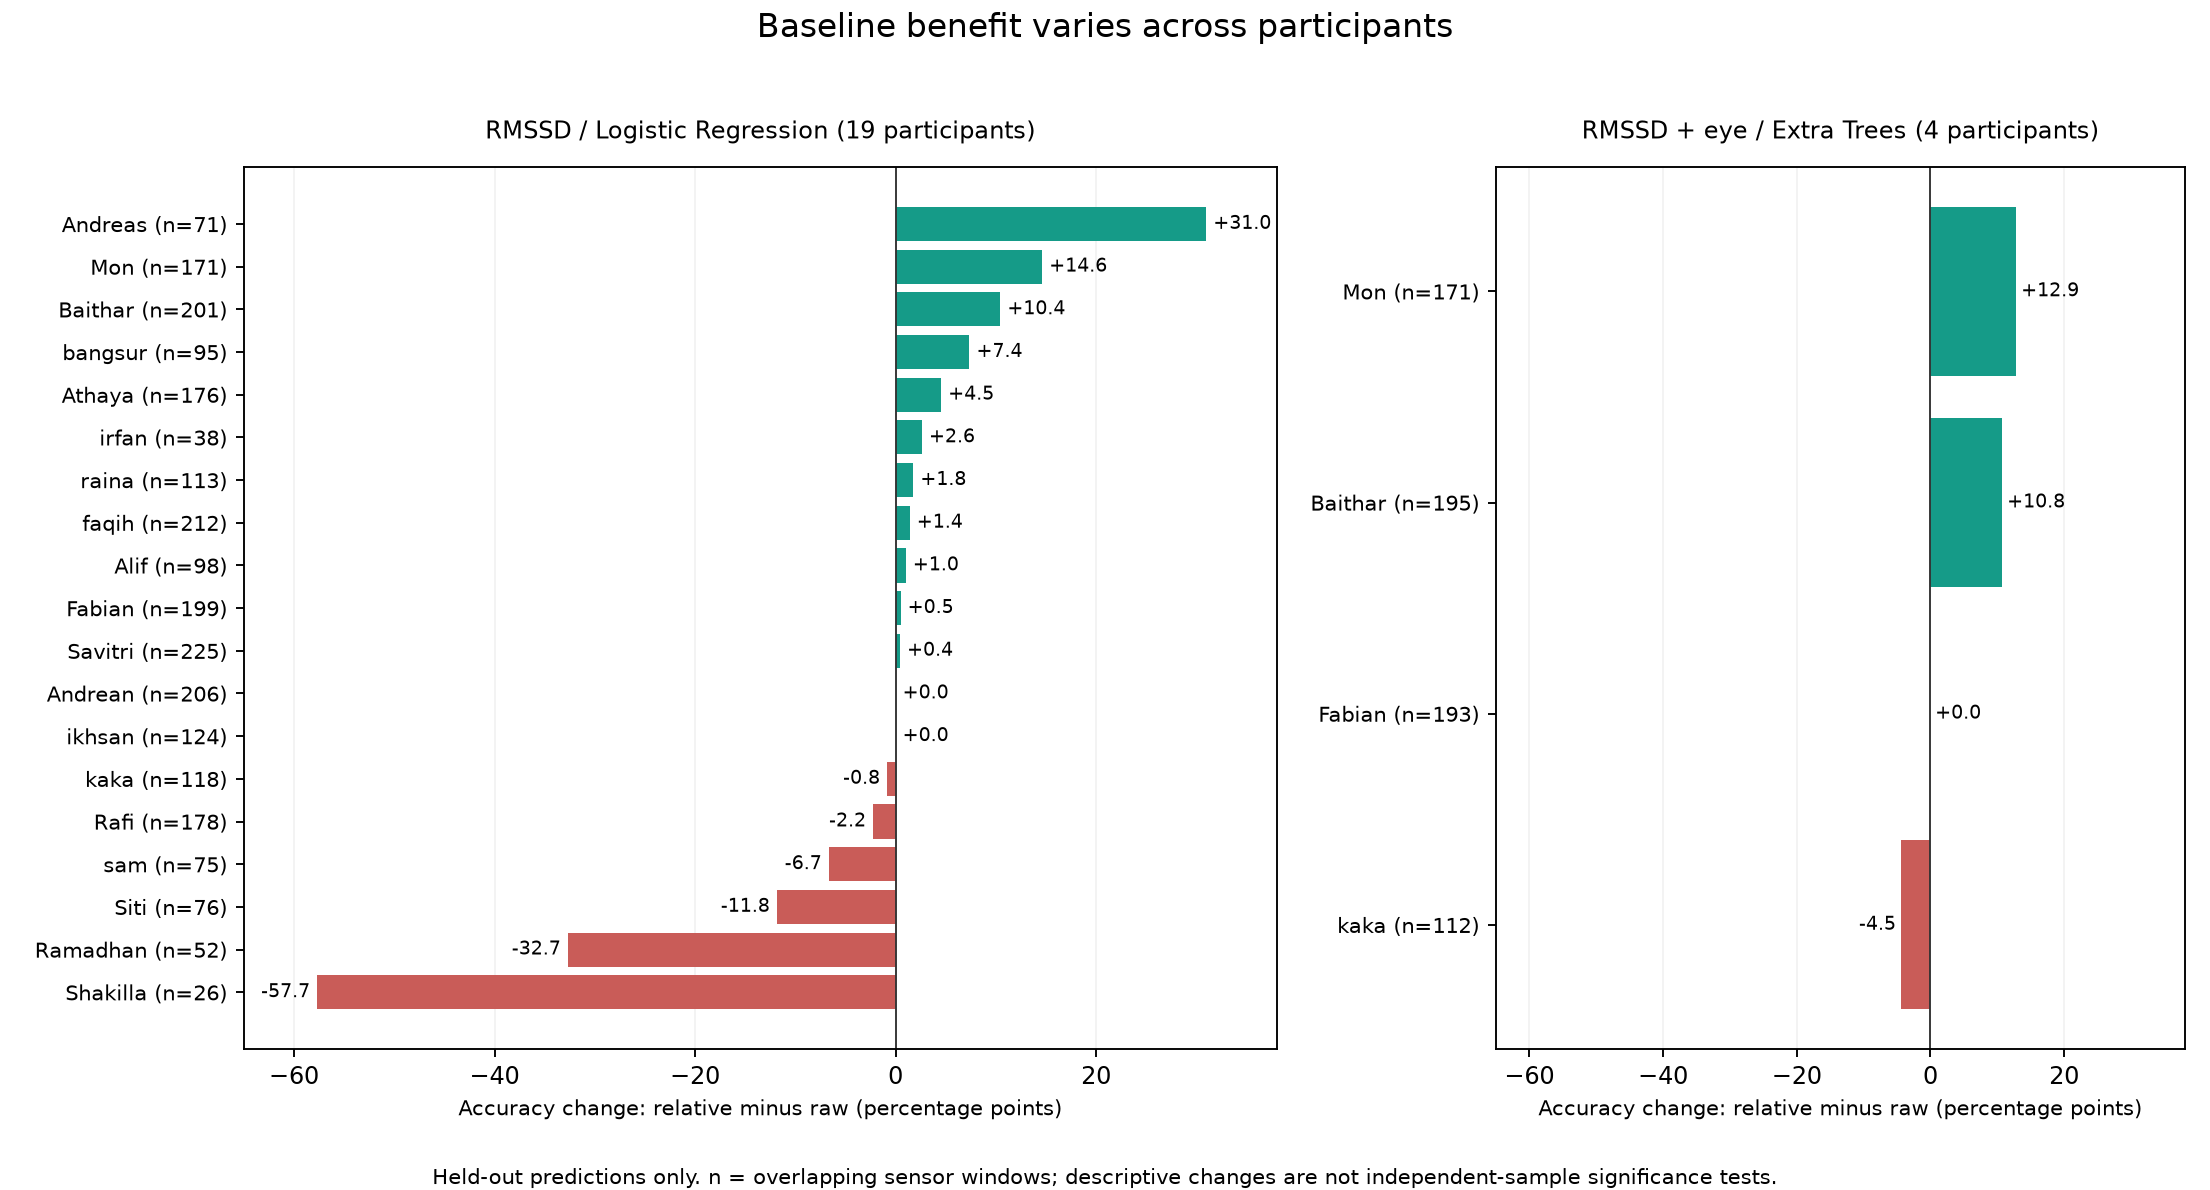 Baseline benefit varies across participants
RMSSD / Logistic Regression (19 participants)
Andreas (n=71) +31.0
Mon (n=171) +14.6
Baithar (n=201) +10.4
bangsur (n=95) +7.4
Athaya (n=176) +4.5
irfan (n=38) +2.6
raina (n=113) +1.8
faqih (n=212) +1.4
Alif (n=98) +1.0
Fabian (n=199) +0.5
Savitri (n=225) +0.4
Andrean (n=206) +0.0
ikhsan (n=124) +0.0
kaka (n=118) -0.8
Rafi (n=178) -2.2
sam (n=75) -6.7
Siti (n=76) -11.8
Ramadhan (n=52) -32.7
Shakilla (n=26) -57.7
−60 −40 −20 0 20
Accuracy change: relative minus raw (percentage points)
RMSSD + eye / Extra Trees (4 participants)
Mon (n=171) +12.9
Baithar (n=195) +10.8
Fabian (n=193) +0.0
kaka (n=112) -4.5
−60 −40 −20 0 20
Accuracy change: relative minus raw (percentage points)
Held-out predictions only. n = overlapping sensor windows; descriptive changes are not independent-sample significance tests.